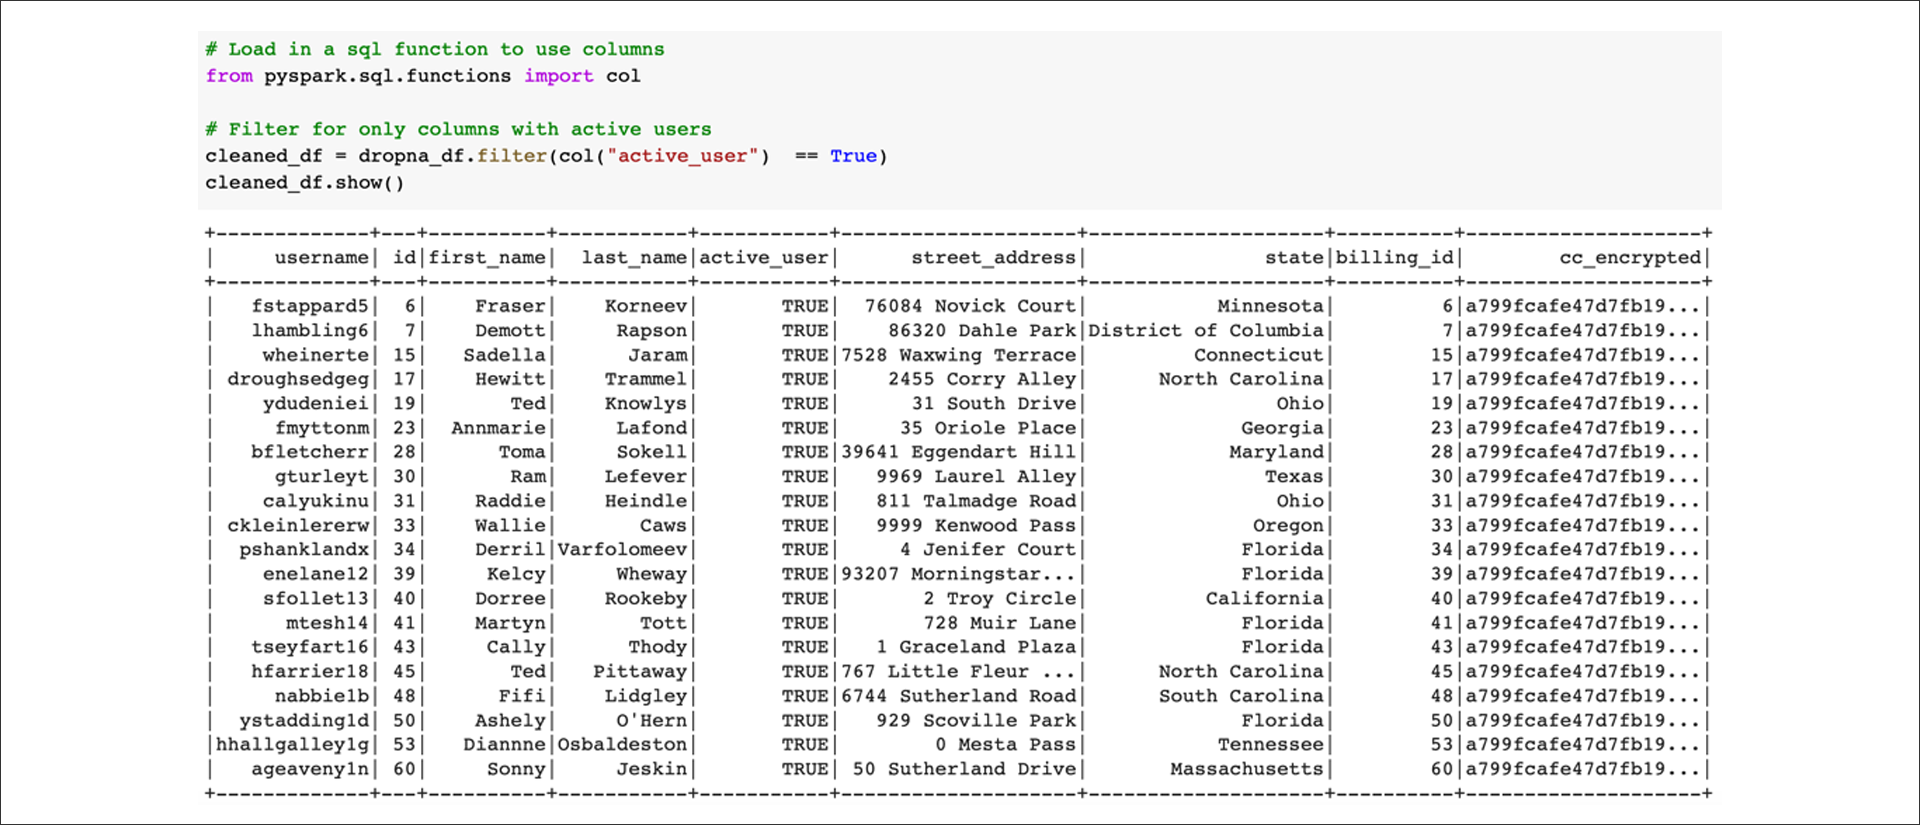 # Load in a sql function to use columns
from pyspark.sql.functions import col
# Filter for only columns with active users
cleaned_df = dropna_df.filter(col("active_user")  == True)
cleaned_df.show()
+-------------+---+----------+-----------+-----------+--------------------+--------------------+----------+--------------------+
|     username| id|first_name|  last_name|active_user|      street_address|               state|billing_id|        cc_encrypted|
+-------------+---+----------+-----------+-----------+--------------------+--------------------+----------+--------------------+
|   fstappard5|  6|    Fraser|    Korneev|       TRUE|  76084 Novick Court|           Minnesota|         6|a799fcafe47d7fb19...|
|   lhambling6|  7|    Demott|     Rapson|       TRUE|    86320 Dahle Park|District of Columbia|         7|a799fcafe47d7fb19...|
|    wheinerte| 15|   Sadella|      Jaram|       TRUE|7528 Waxwing Terrace|         Connecticut|        15|a799fcafe47d7fb19...|
| droughsedgeg| 17|    Hewitt|    Trammel|       TRUE|    2455 Corry Alley|      North Carolina|        17|a799fcafe47d7fb19...|
|    ydudeniei| 19|       Ted|    Knowlys|       TRUE|      31 South Drive|                Ohio|        19|a799fcafe47d7fb19...|
|     fmyttonm| 23|  Annmarie|     Lafond|       TRUE|     35 Oriole Place|             Georgia|        23|a799fcafe47d7fb19...|
|   bfletcherr| 28|      Toma|     Sokell|       TRUE|39641 Eggendart Hill|            Maryland|        28|a799fcafe47d7fb19...|
|     gturleyt| 30|       Ram|    Lefever|       TRUE|   9969 Laurel Alley|               Texas|        30|a799fcafe47d7fb19...|
|    calyukinu| 31|    Raddie|    Heindle|       TRUE|   811 Talmadge Road|                Ohio|        31|a799fcafe47d7fb19...|
| ckleinlererw| 33|    Wallie|       Caws|       TRUE|   9999 Kenwood Pass|              Oregon|        33|a799fcafe47d7fb19...|
|  pshanklandx| 34|    Derril|Varfolomeev|       TRUE|     4 Jenifer Court|             Florida|        34|a799fcafe47d7fb19...|
|    enelane12| 39|     Kelcy|     Wheway|       TRUE|93207 Morningstar...|             Florida|        39|a799fcafe47d7fb19...|
|    sfollet13| 40|    Dorree|    Rookeby|       TRUE|       2 Troy Circle|          California|        40|a799fcafe47d7fb19...|
|      mtesh14| 41|    Martyn|       Tott|       TRUE|       728 Muir Lane|             Florida|        41|a799fcafe47d7fb19...|
|   tseyfart16| 43|     Cally|      Thody|       TRUE|   1 Graceland Plaza|             Florida|        43|a799fcafe47d7fb19...|
|   hfarrier18| 45|       Ted|   Pittaway|       TRUE|767 Little Fleur ...|      North Carolina|        45|a799fcafe47d7fb19...|
|     nabbie1b| 48|      Fifi|    Lidgley|       TRUE|6744 Sutherland Road|      South Carolina|        48|a799fcafe47d7fb19...|
|  ystadding1d| 50|    Ashely|     O'Hern|       TRUE|   929 Scoville Park|             Florida|        50|a799fcafe47d7fb19...|
|hhallgalley1g| 53|   Diannne|Osbaldeston|       TRUE|        0 Mesta Pass|           Tennessee|        53|a799fcafe47d7fb19...|
|   ageaveny1n| 60|     Sonny|     Jeskin|       TRUE| 50 Sutherland Drive|       Massachusetts|        60|a799fcafe47d7fb19...|
+-------------+---+----------+-----------+-----------+--------------------+--------------------+----------+--------------------+